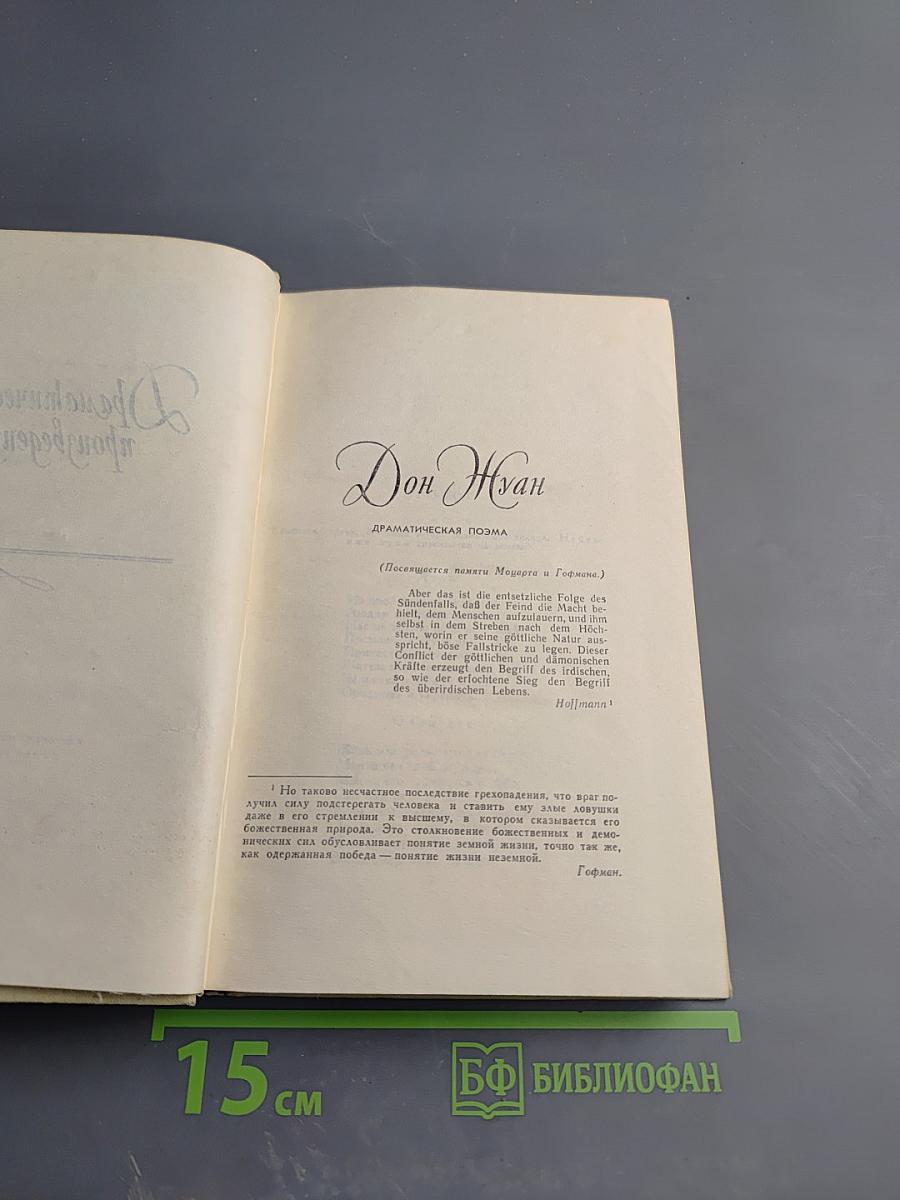 Дон Жуан
ДРАМАТИЧЕСКАЯ ПОЭМА
(Посвящается памяти Моцарта и Гофмана.)
Aber das ist die entsetzliche Folge des
Sündenfalls, daß der Feind die Macht be-
hielt, dem Menschen aufzulauern, und ihm
selbst in dem Streben nach dem Höch-
sten, worin er seine göttliche Natur aus-
spricht, böse Fallstricke zu legen. Dieser
Conflict der göttlichen und dämonischen
Kräfte erzeugt den Begriff des irdischen,
so wie der erfochtene Sieg den Begriff
des überirdischen Lebens.
Hoffmann ¹
¹ Но таково несчастное последствие грехопадения, что враг по-
лучил силу подстерегать человека и ставить ему злые ловушки
даже в его стремлении к высшему, в котором сказывается его
божественная природа. Это столкновение божественных и демо-
нических сил обусловливает понятие земной жизни, точно так же,
как одержанная победа — понятие жизни неземной.
Гофман.
15 см
БФ БИБЛИОФАН